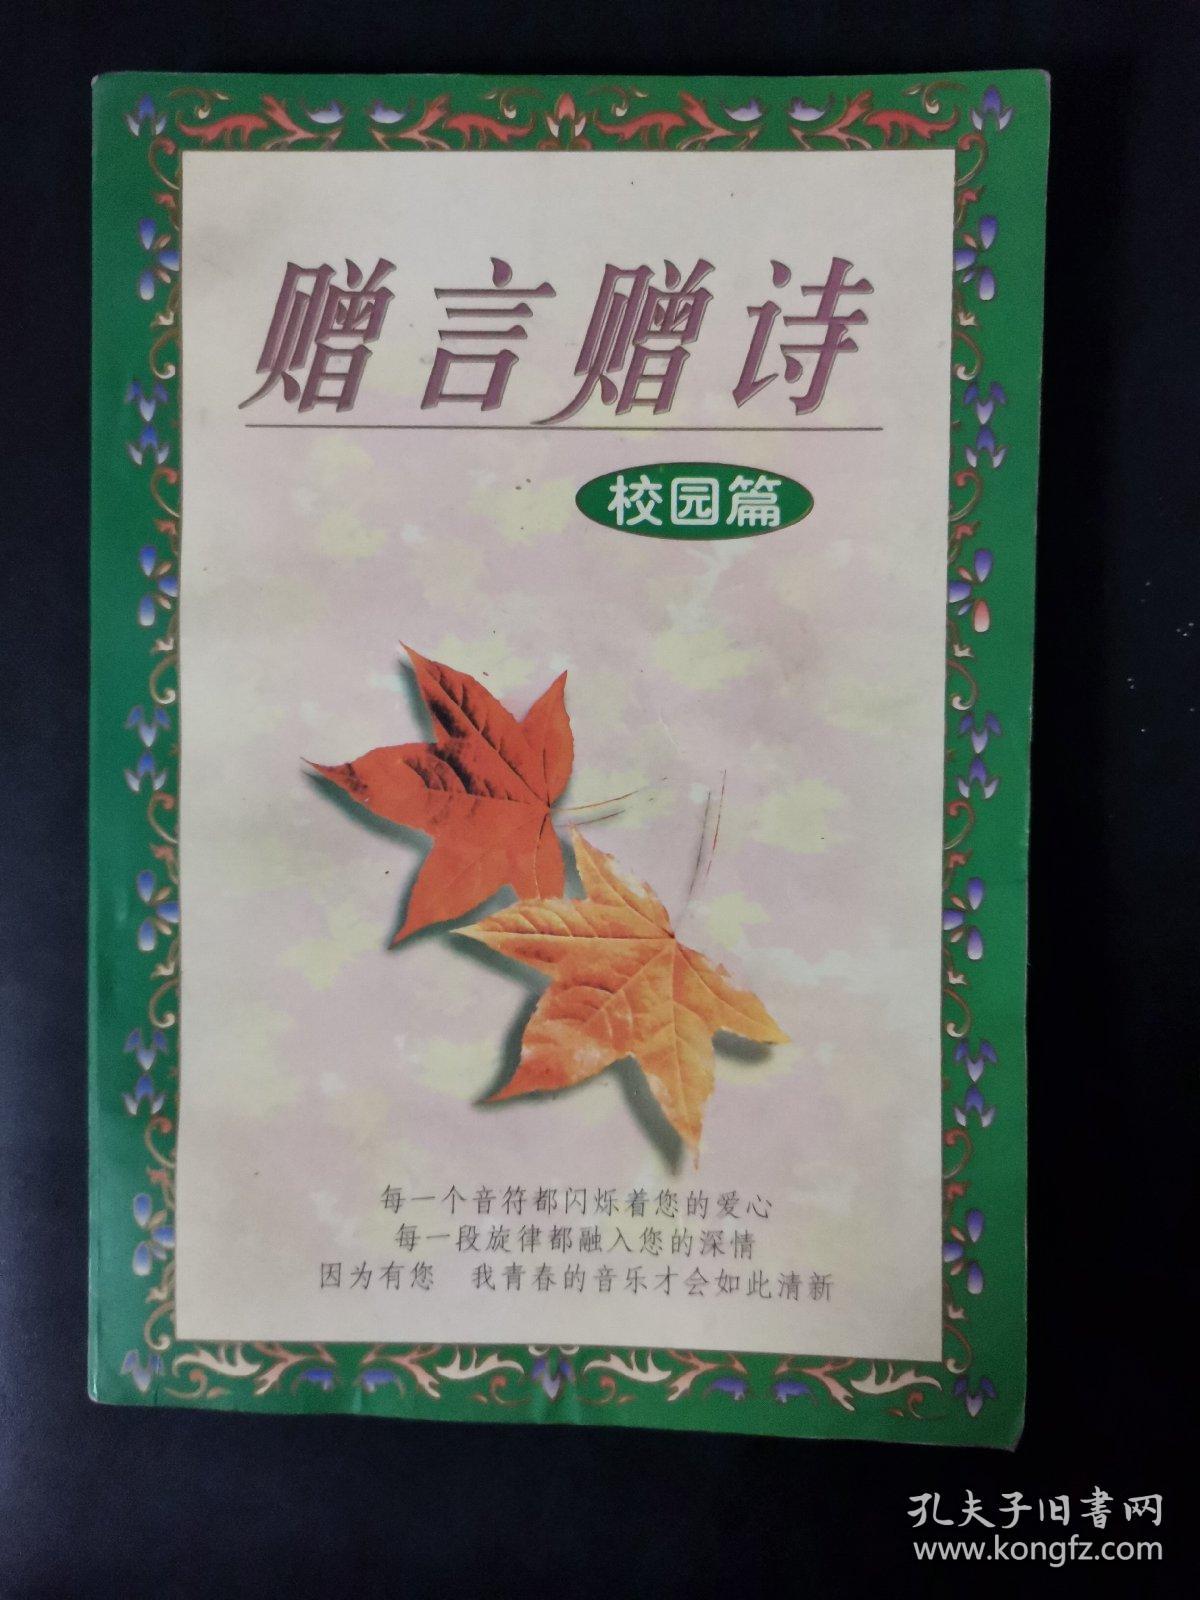 赠言赠诗
校园篇
每一个音符都闪烁着您的爱心
每一段旋律都融入您的深情
因为有您 我青春的音乐才会如此清新
孔夫子旧书网
www.kongfz.com